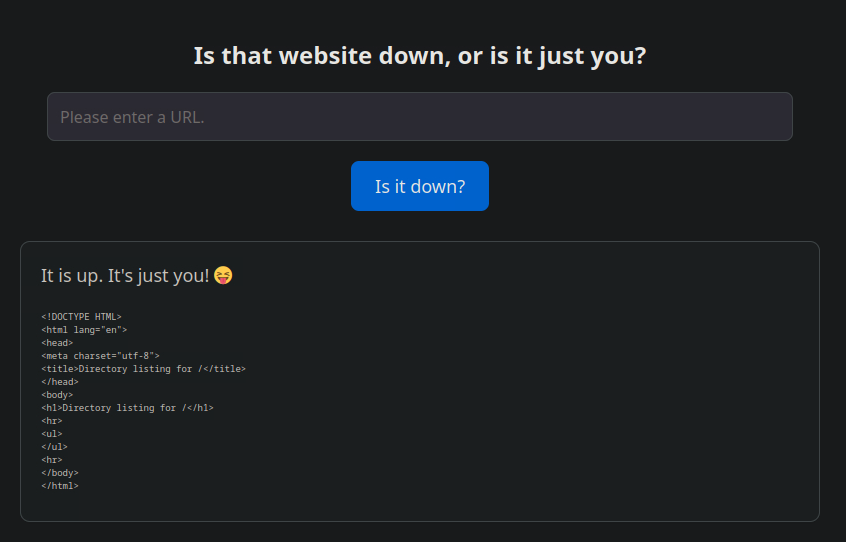 Is that website down, or is it just you?
Please enter a URL.
Is it down?
It is up. It's just you! 😝
<!DOCTYPE HTML>
<html lang="en">
<head>
<meta charset="utf-8">
<title>Directory listing for /</title>
</head>
<body>
<h1>Directory listing for /</h1>
<hr>
<ul>
</ul>
<hr>
</body>
</html>